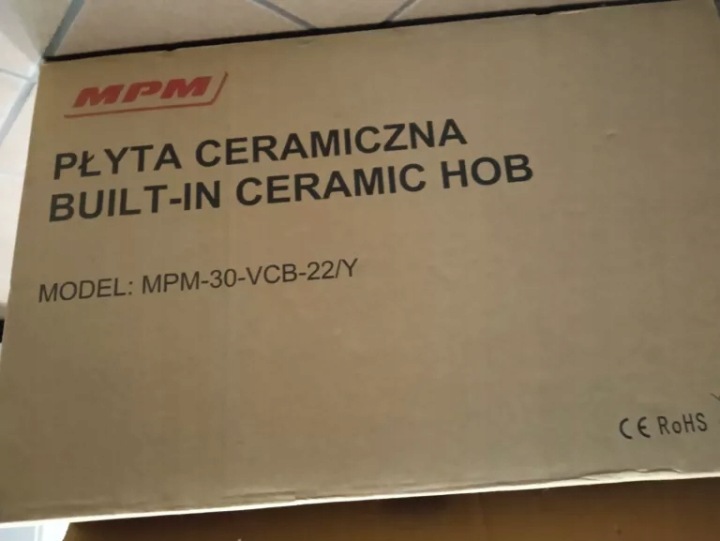 MPM
PŁYTA CERAMICZNA
BUILT-IN CERAMIC HOB
MODEL: MPM-30-VCB-22/Y
CE RoHS